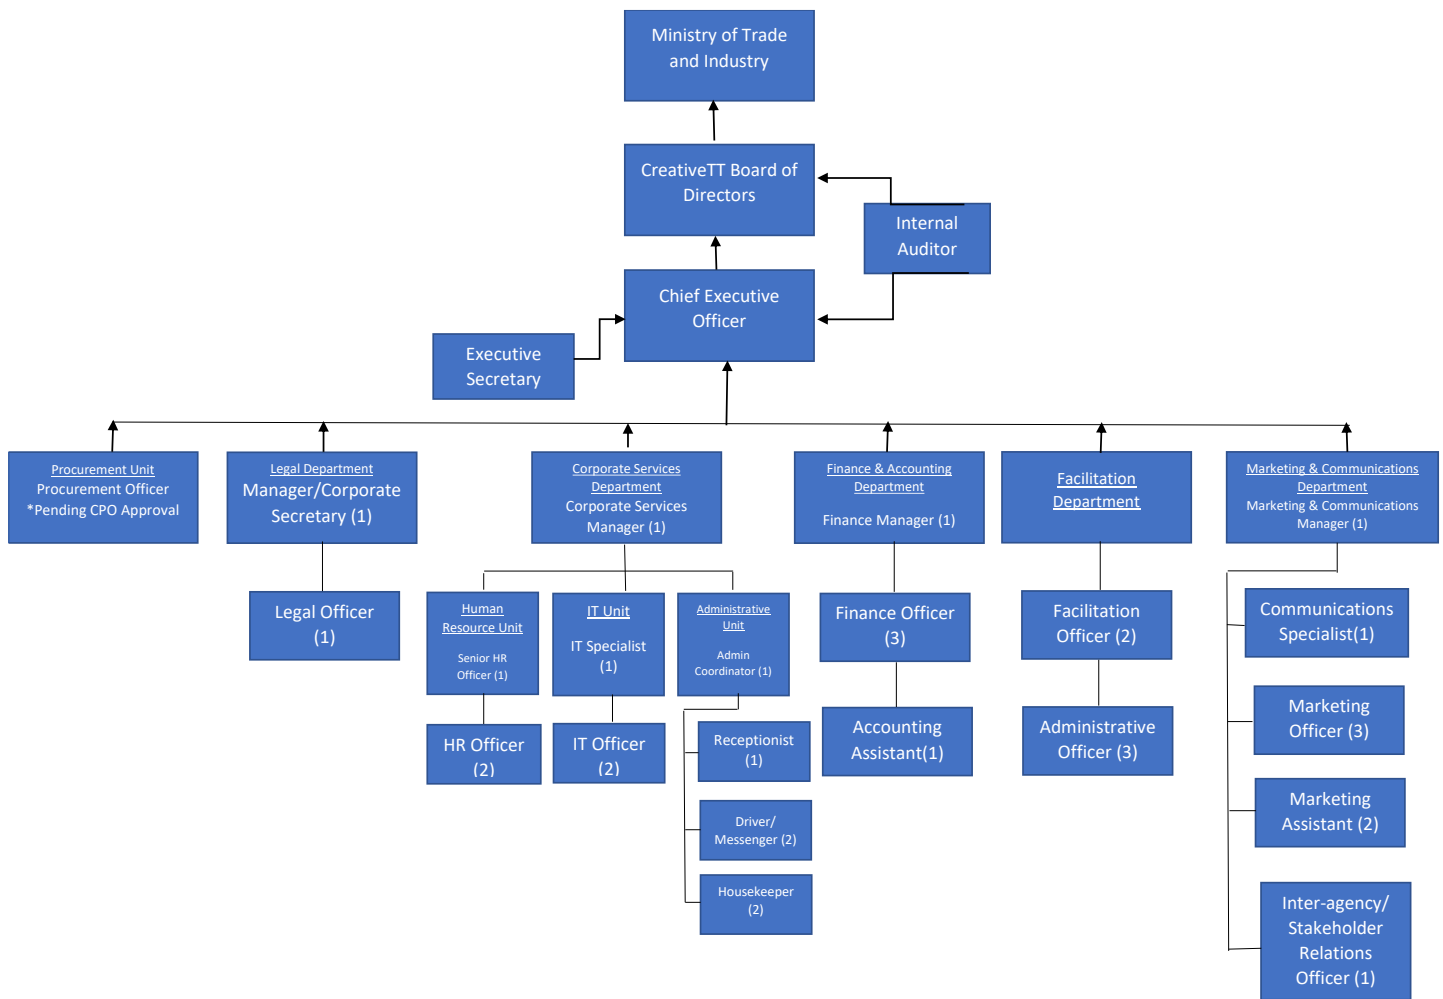 Ministry of Trade
and Industry
CreativeTT Board of
Directors
Internal
Auditor
Chief Executive
Officer
Executive
Secretary
Procurement Unit
Procurement Officer
*Pending CPO Approval
Legal Department
Manager/Corporate
Secretary (1)
Corporate Services
Department
Corporate Services
Manager (1)
Finance & Accounting
Department
Finance Manager (1)
Facilitation
Department
Marketing & Communications
Department
Marketing & Communications
Manager (1)
Legal Officer
(1)
Human
Resource Unit
Senior HR
Officer (1)
IT Unit
IT Specialist
(1)
Administrative
Unit
Admin
Coordinator (1)
Finance Officer
(3)
Facilitation
Officer (2)
Communications
Specialist(1)
HR Officer
(2)
IT Officer
(2)
Receptionist
(1)
Accounting
Assistant(1)
Administrative
Officer (3)
Marketing
Officer (3)
Driver/
Messenger (2)
Marketing
Assistant (2)
Housekeeper
(2)
Inter-agency/
Stakeholder
Relations
Officer (1)